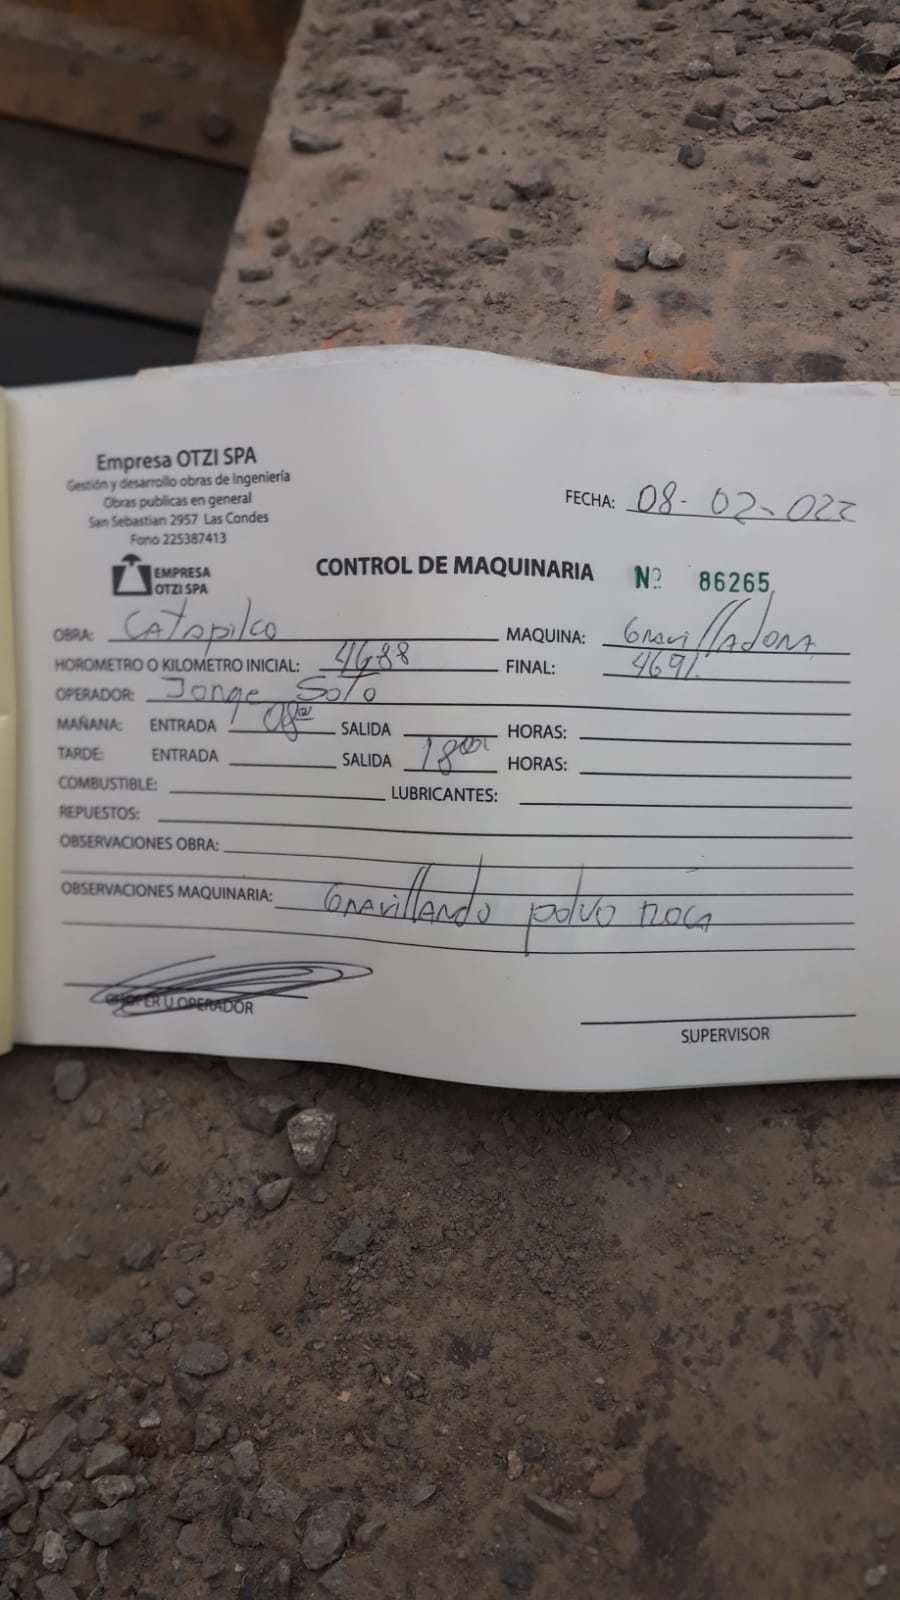 Empresa OTZI SPA
Gestión y desarrollo obras de Ingeniería
Obras publicas en general
San Sebastian 2957 Las Condes
Fono 225387413
EMPRESA
OTZI SPA
FECHA: 08-02-022
CONTROL DE MAQUINARIA Nº 86265
OBRA: Catapilco MAQUINA: Gravilladora
HOROMETRO O KILOMETRO INICIAL: 4688 FINAL: 4691.
OPERADOR: Jorge Soto
MAÑANA: ENTRADA 08 SALIDA HORAS:
TARDE: ENTRADA SALIDA 18 HORAS:
COMBUSTIBLE: LUBRICANTES:
REPUESTOS:
OBSERVACIONES OBRA:
OBSERVACIONES MAQUINARIA: Gravillando polvo roca
CHOFER U OPERADOR
SUPERVISOR